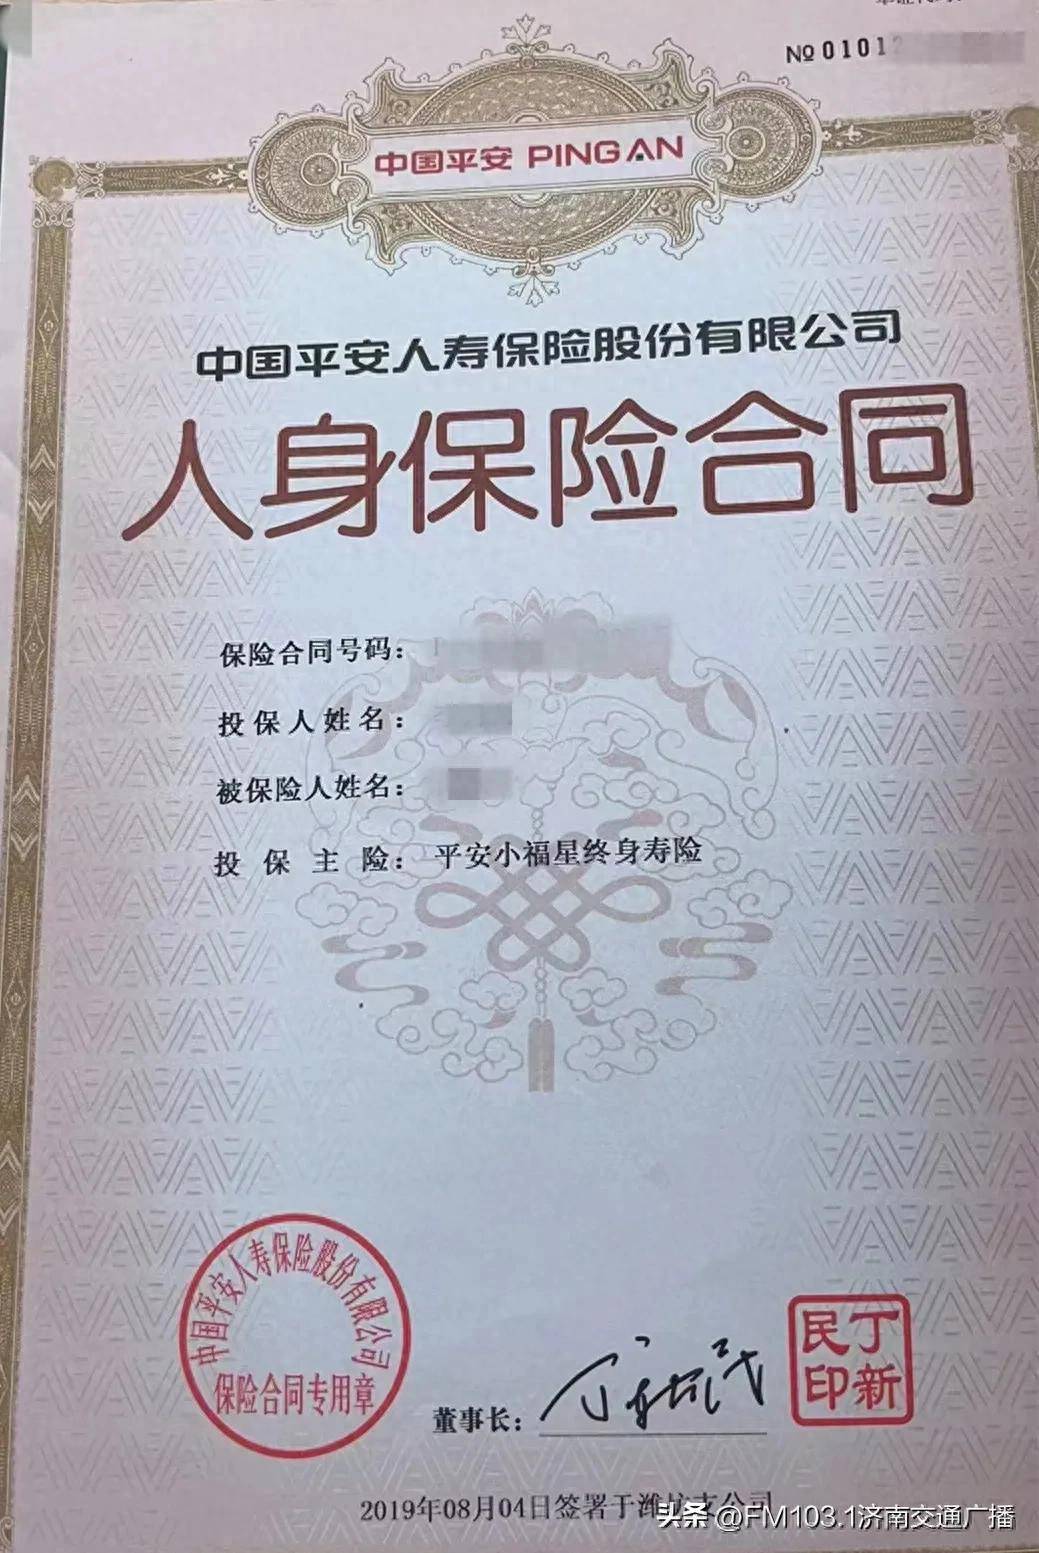 № 0101
中国平安 PING AN
中国平安人寿保险股份有限公司
人身保险合同
保险合同号码：
投保人姓名：
被保险人姓名：
投保主险： 平安小福星终身寿险
中国平安人寿保险股份有限公司
保险合同专用章
董事长：
丁新民印
2019年08月04日签署于潍坊支公司
头条 @FM103.1济南交通广播